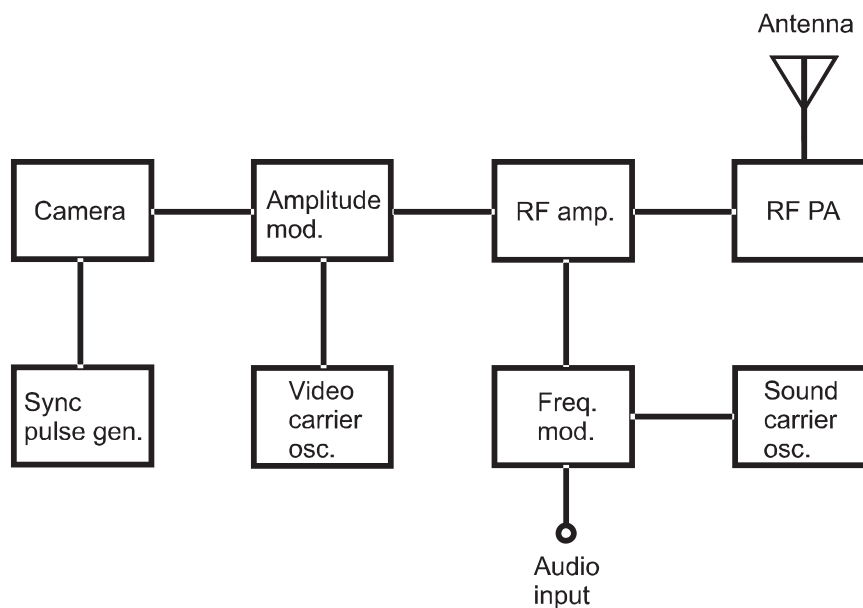 Antenna
Camera
Amplitude
mod.
RF amp.
RF PA
Sync
pulse gen.
Video
carrier
osc.
Freq.
mod.
Sound
carrier
osc.
Audio
input